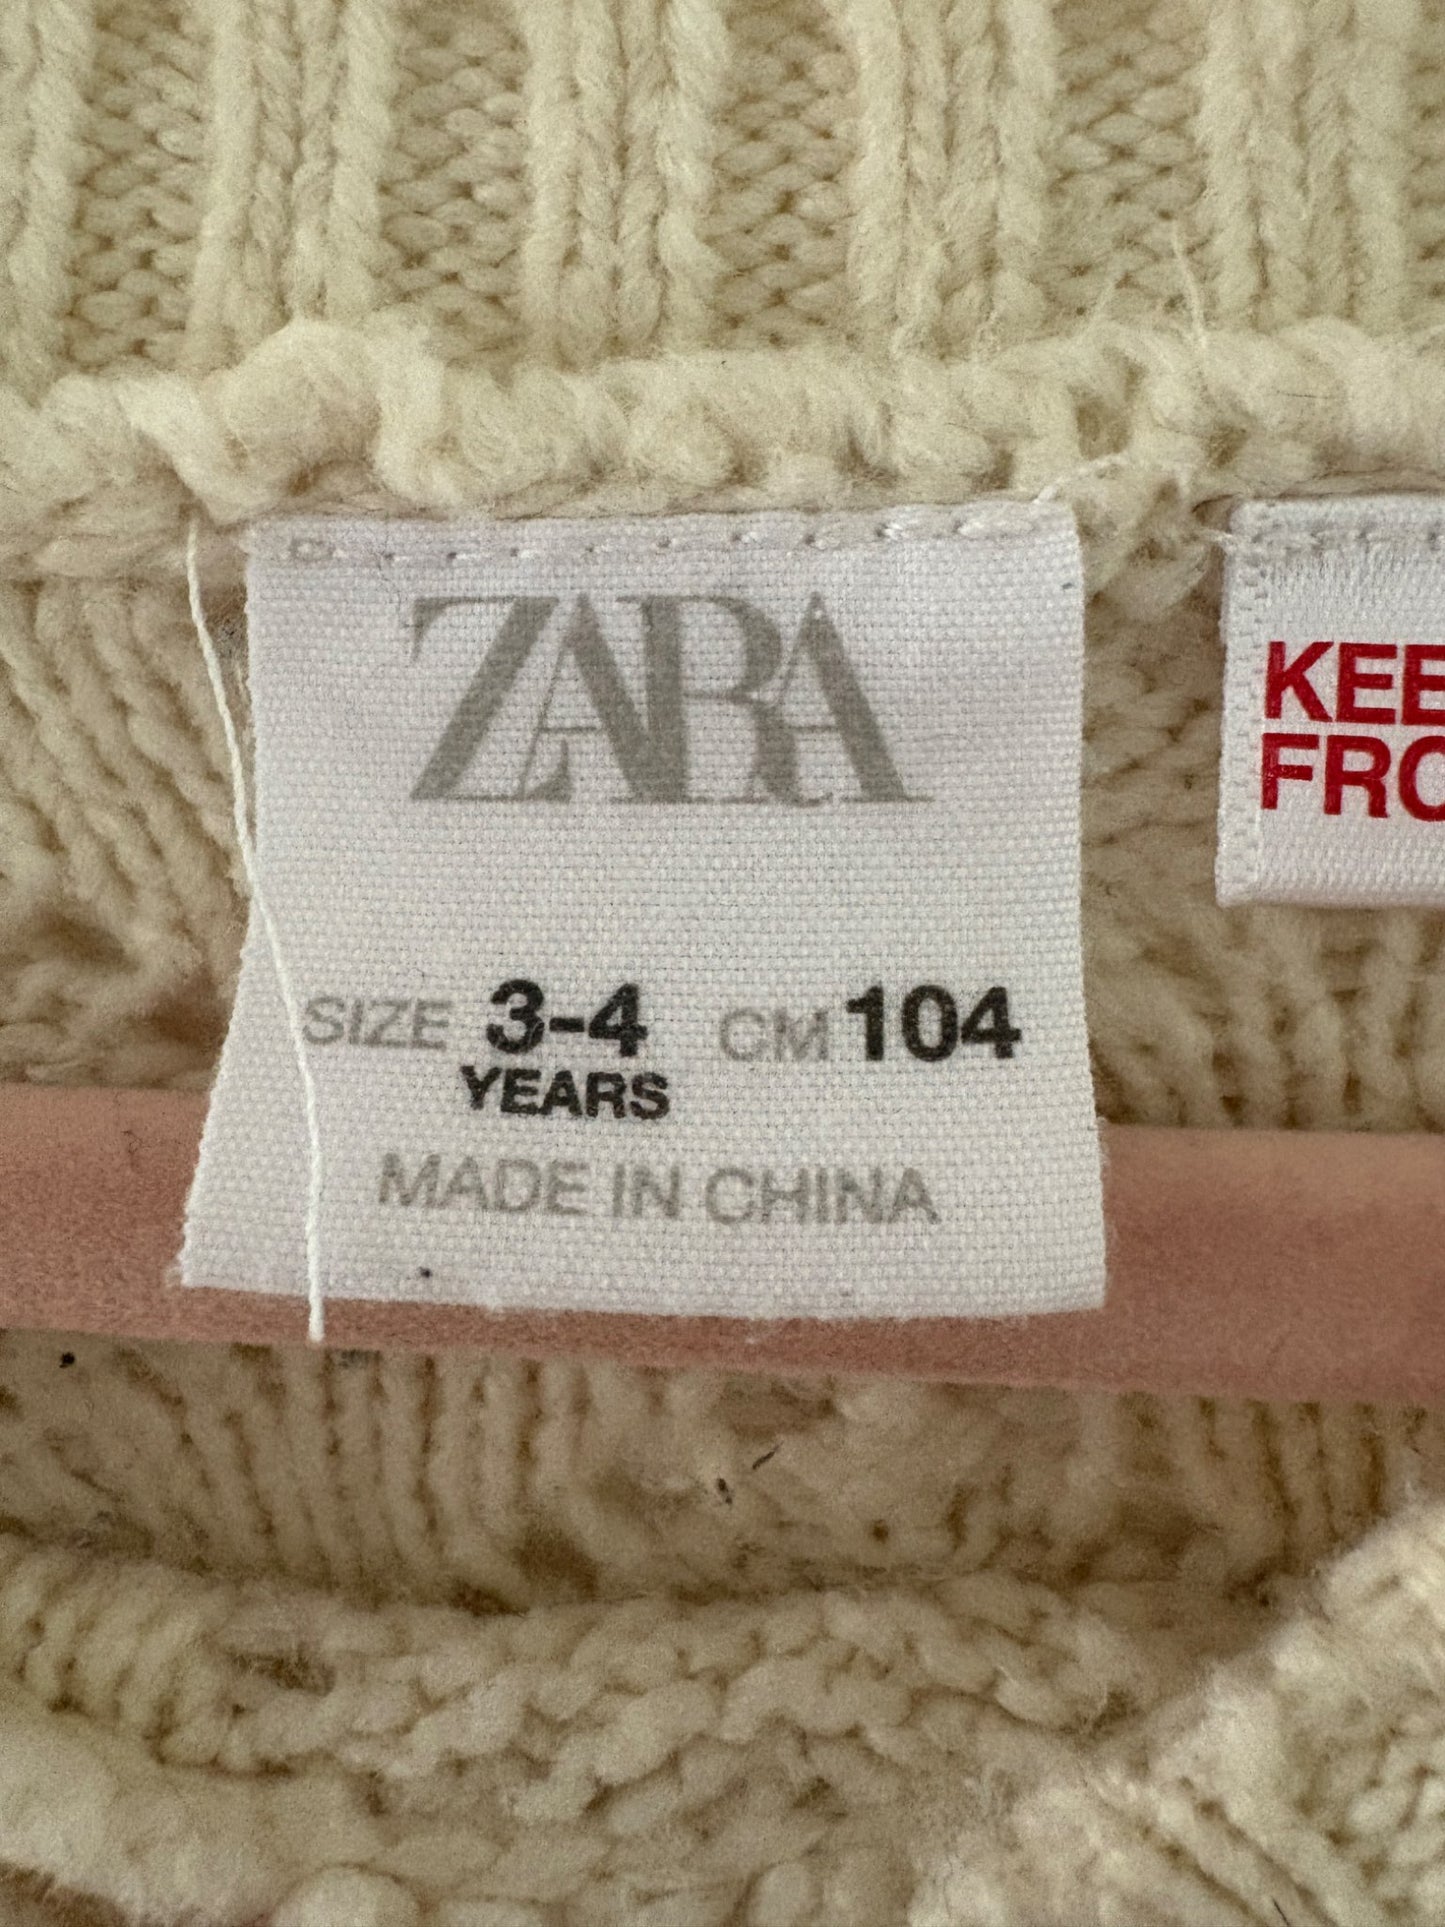 ZARA
SIZE 3-4 CM 104
YEARS
MADE IN CHINA